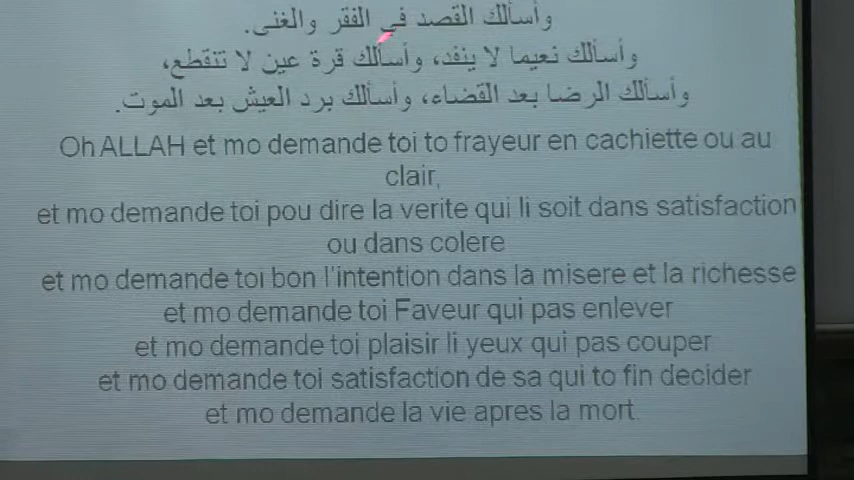 وأسألك القصد في الفقر والغنى.
وأسألك نعيما لا ينفد، وأسألك قرة عين لا تنقطع،
وأسألك الرضا بعد القضاء، وأسألك برد العيش بعد الموت.
Oh ALLAH et mo demande toi to frayeur en cachiette ou au
clair,
et mo demande toi pou dire la verite qui li soit dans satisfaction
ou dans colere
et mo demande toi bon l'intention dans la misere et la richesse
et mo demande toi Faveur qui pas enlever
et mo demande toi plaisir li yeux qui pas couper
et mo demande toi satisfaction de sa qui to fin decider
et mo demande la vie apres la mort